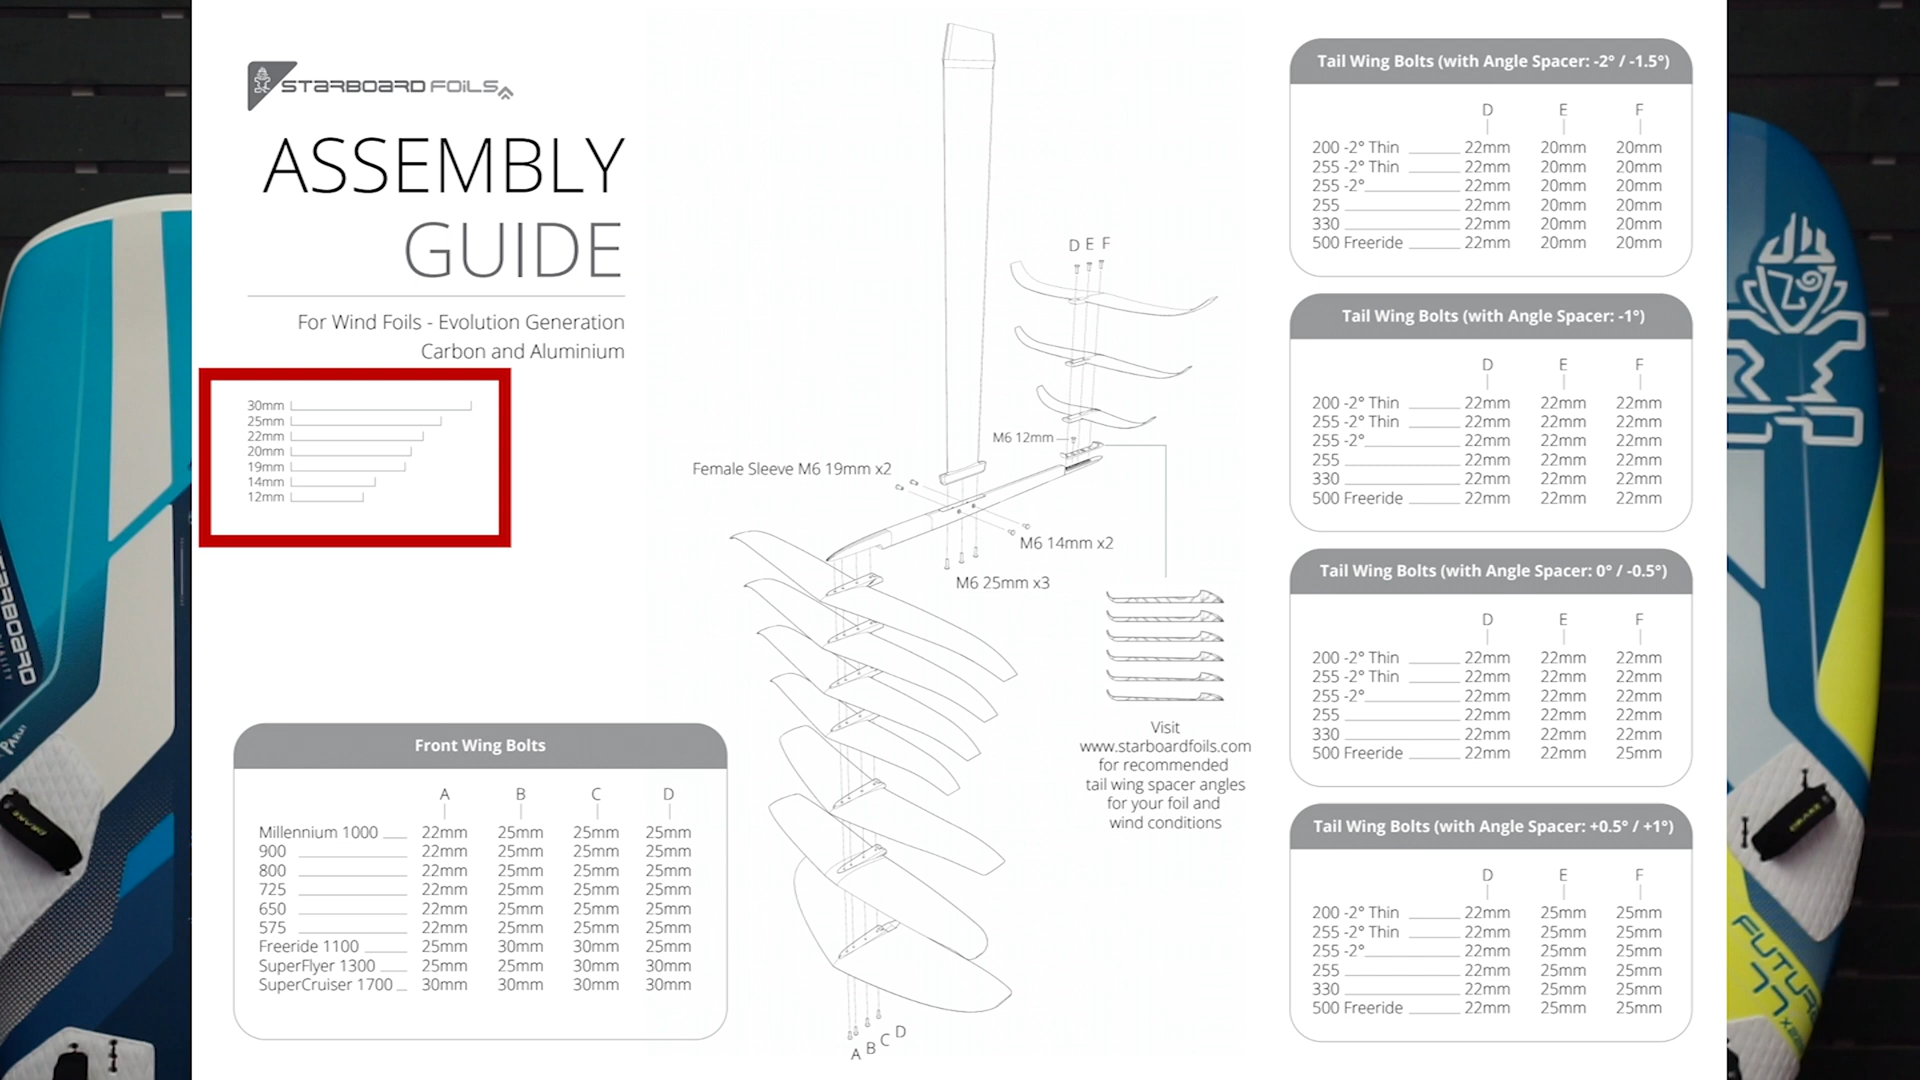 STARBOARD FOILS
ASSEMBLY
GUIDE
For Wind Foils - Evolution Generation
Carbon and Aluminium
30mm
25mm
22mm
20mm
19mm
14mm
12mm
Front Wing Bolts
A B C D
Millennium 1000 22mm 25mm 25mm 25mm
900 22mm 25mm 25mm 25mm
800 22mm 25mm 25mm 25mm
725 22mm 25mm 25mm 25mm
650 22mm 25mm 25mm 25mm
575 22mm 25mm 25mm 25mm
Freeride 1100 25mm 30mm 30mm 25mm
SuperFlyer 1300 25mm 25mm 30mm 30mm
SuperCruiser 1700 30mm 30mm 30mm 30mm
D E F
M6 12mm
Female Sleeve M6 19mm x2
M6 14mm x2
M6 25mm x3
Visit
www.starboardfoils.com
for recommended
tail wing spacer angles
for your foil and
wind conditions
A B C D
Tail Wing Bolts (with Angle Spacer: -2° / -1.5°)
D E F
200 -2° Thin 22mm 20mm 20mm
255 -2° Thin 22mm 20mm 20mm
255 -2° 22mm 20mm 20mm
255 22mm 20mm 20mm
330 22mm 20mm 20mm
500 Freeride 22mm 20mm 20mm
Tail Wing Bolts (with Angle Spacer: -1°)
D E F
200 -2° Thin 22mm 22mm 22mm
255 -2° Thin 22mm 22mm 22mm
255 -2° 22mm 22mm 22mm
255 22mm 22mm 22mm
330 22mm 22mm 22mm
500 Freeride 22mm 22mm 22mm
Tail Wing Bolts (with Angle Spacer: 0° / -0.5°)
D E F
200 -2° Thin 22mm 22mm 22mm
255 -2° Thin 22mm 22mm 22mm
255 -2° 22mm 22mm 22mm
255 22mm 22mm 22mm
330 22mm 22mm 22mm
500 Freeride 22mm 22mm 25mm
Tail Wing Bolts (with Angle Spacer: +0.5° / +1°)
D E F
200 -2° Thin 22mm 25mm 25mm
255 -2° Thin 22mm 25mm 25mm
255 -2° 22mm 25mm 25mm
255 22mm 25mm 25mm
330 22mm 25mm 25mm
500 Freeride 22mm 25mm 25mm
STARBOARD
DRAKE
DRAKE
77